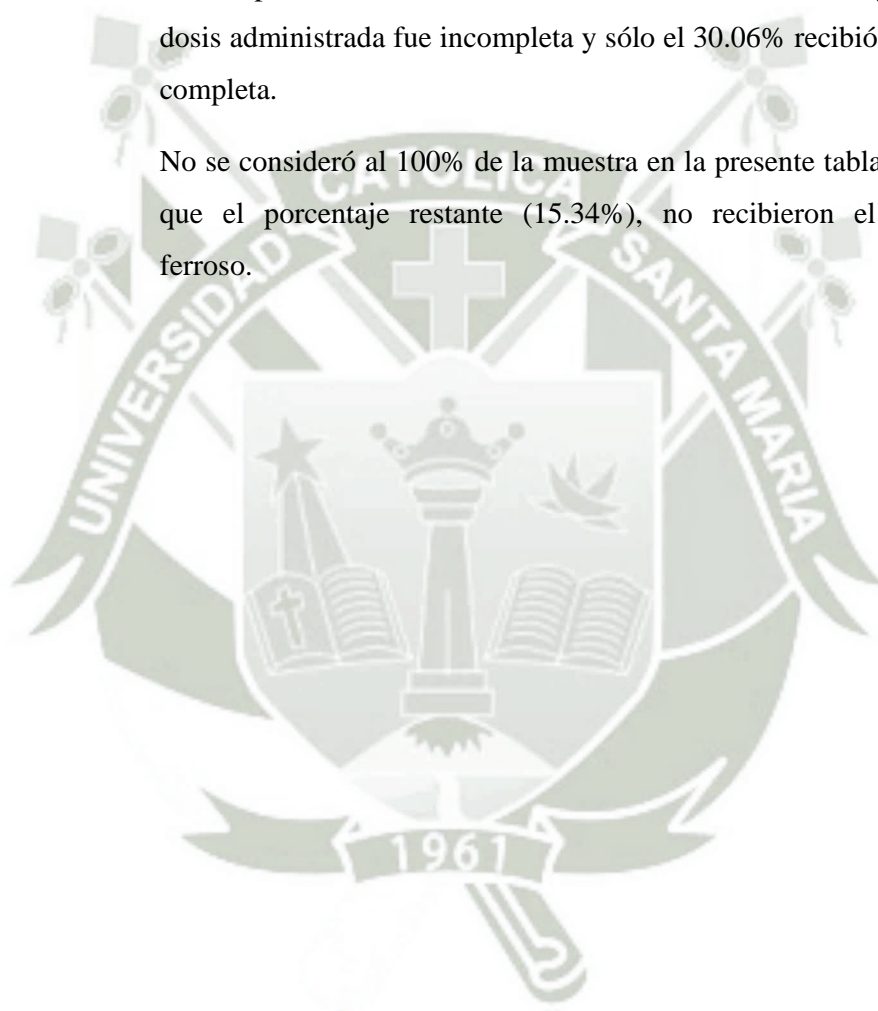 dosis administrada fue incompleta y sólo el 30.06% recibió
completa.
No se consideró al 100% de la muestra en la presente tabla
que el porcentaje restante (15.34%), no recibieron el
ferroso.
UNIVERSIDAD CATOLICA SANTA MARIA
1961